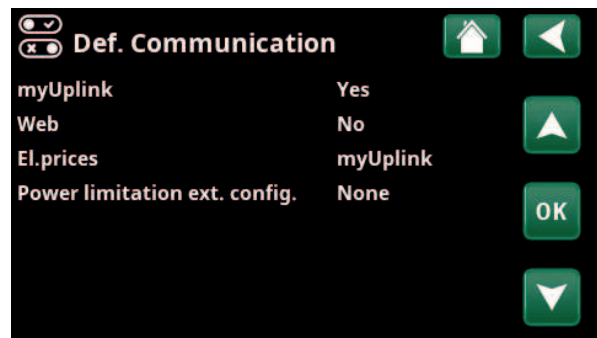 Def. Communication
myUplink Yes
Web No
El.prices myUplink
Power limitation ext. config. None
OK